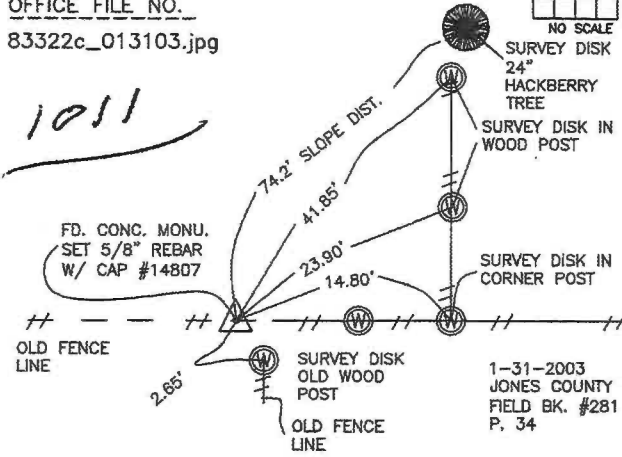 OFFICE FILE NO.
83322c_013103.jpg
NO SCALE
1011
SURVEY DISK
24"
HACKBERRY
TREE
74.2' SLOPE DIST.
41.85'
SURVEY DISK IN
WOOD POST
FD. CONC. MONU.
SET 5/8" REBAR
W/ CAP #14807
23.90'
14.80'
SURVEY DISK IN
CORNER POST
W
W
W
W
W
OLD FENCE
LINE
2.65'
SURVEY DISK
OLD WOOD
POST
OLD FENCE
LINE
1-31-2003
JONES COUNTY
FIELD BK. #281
P. 34